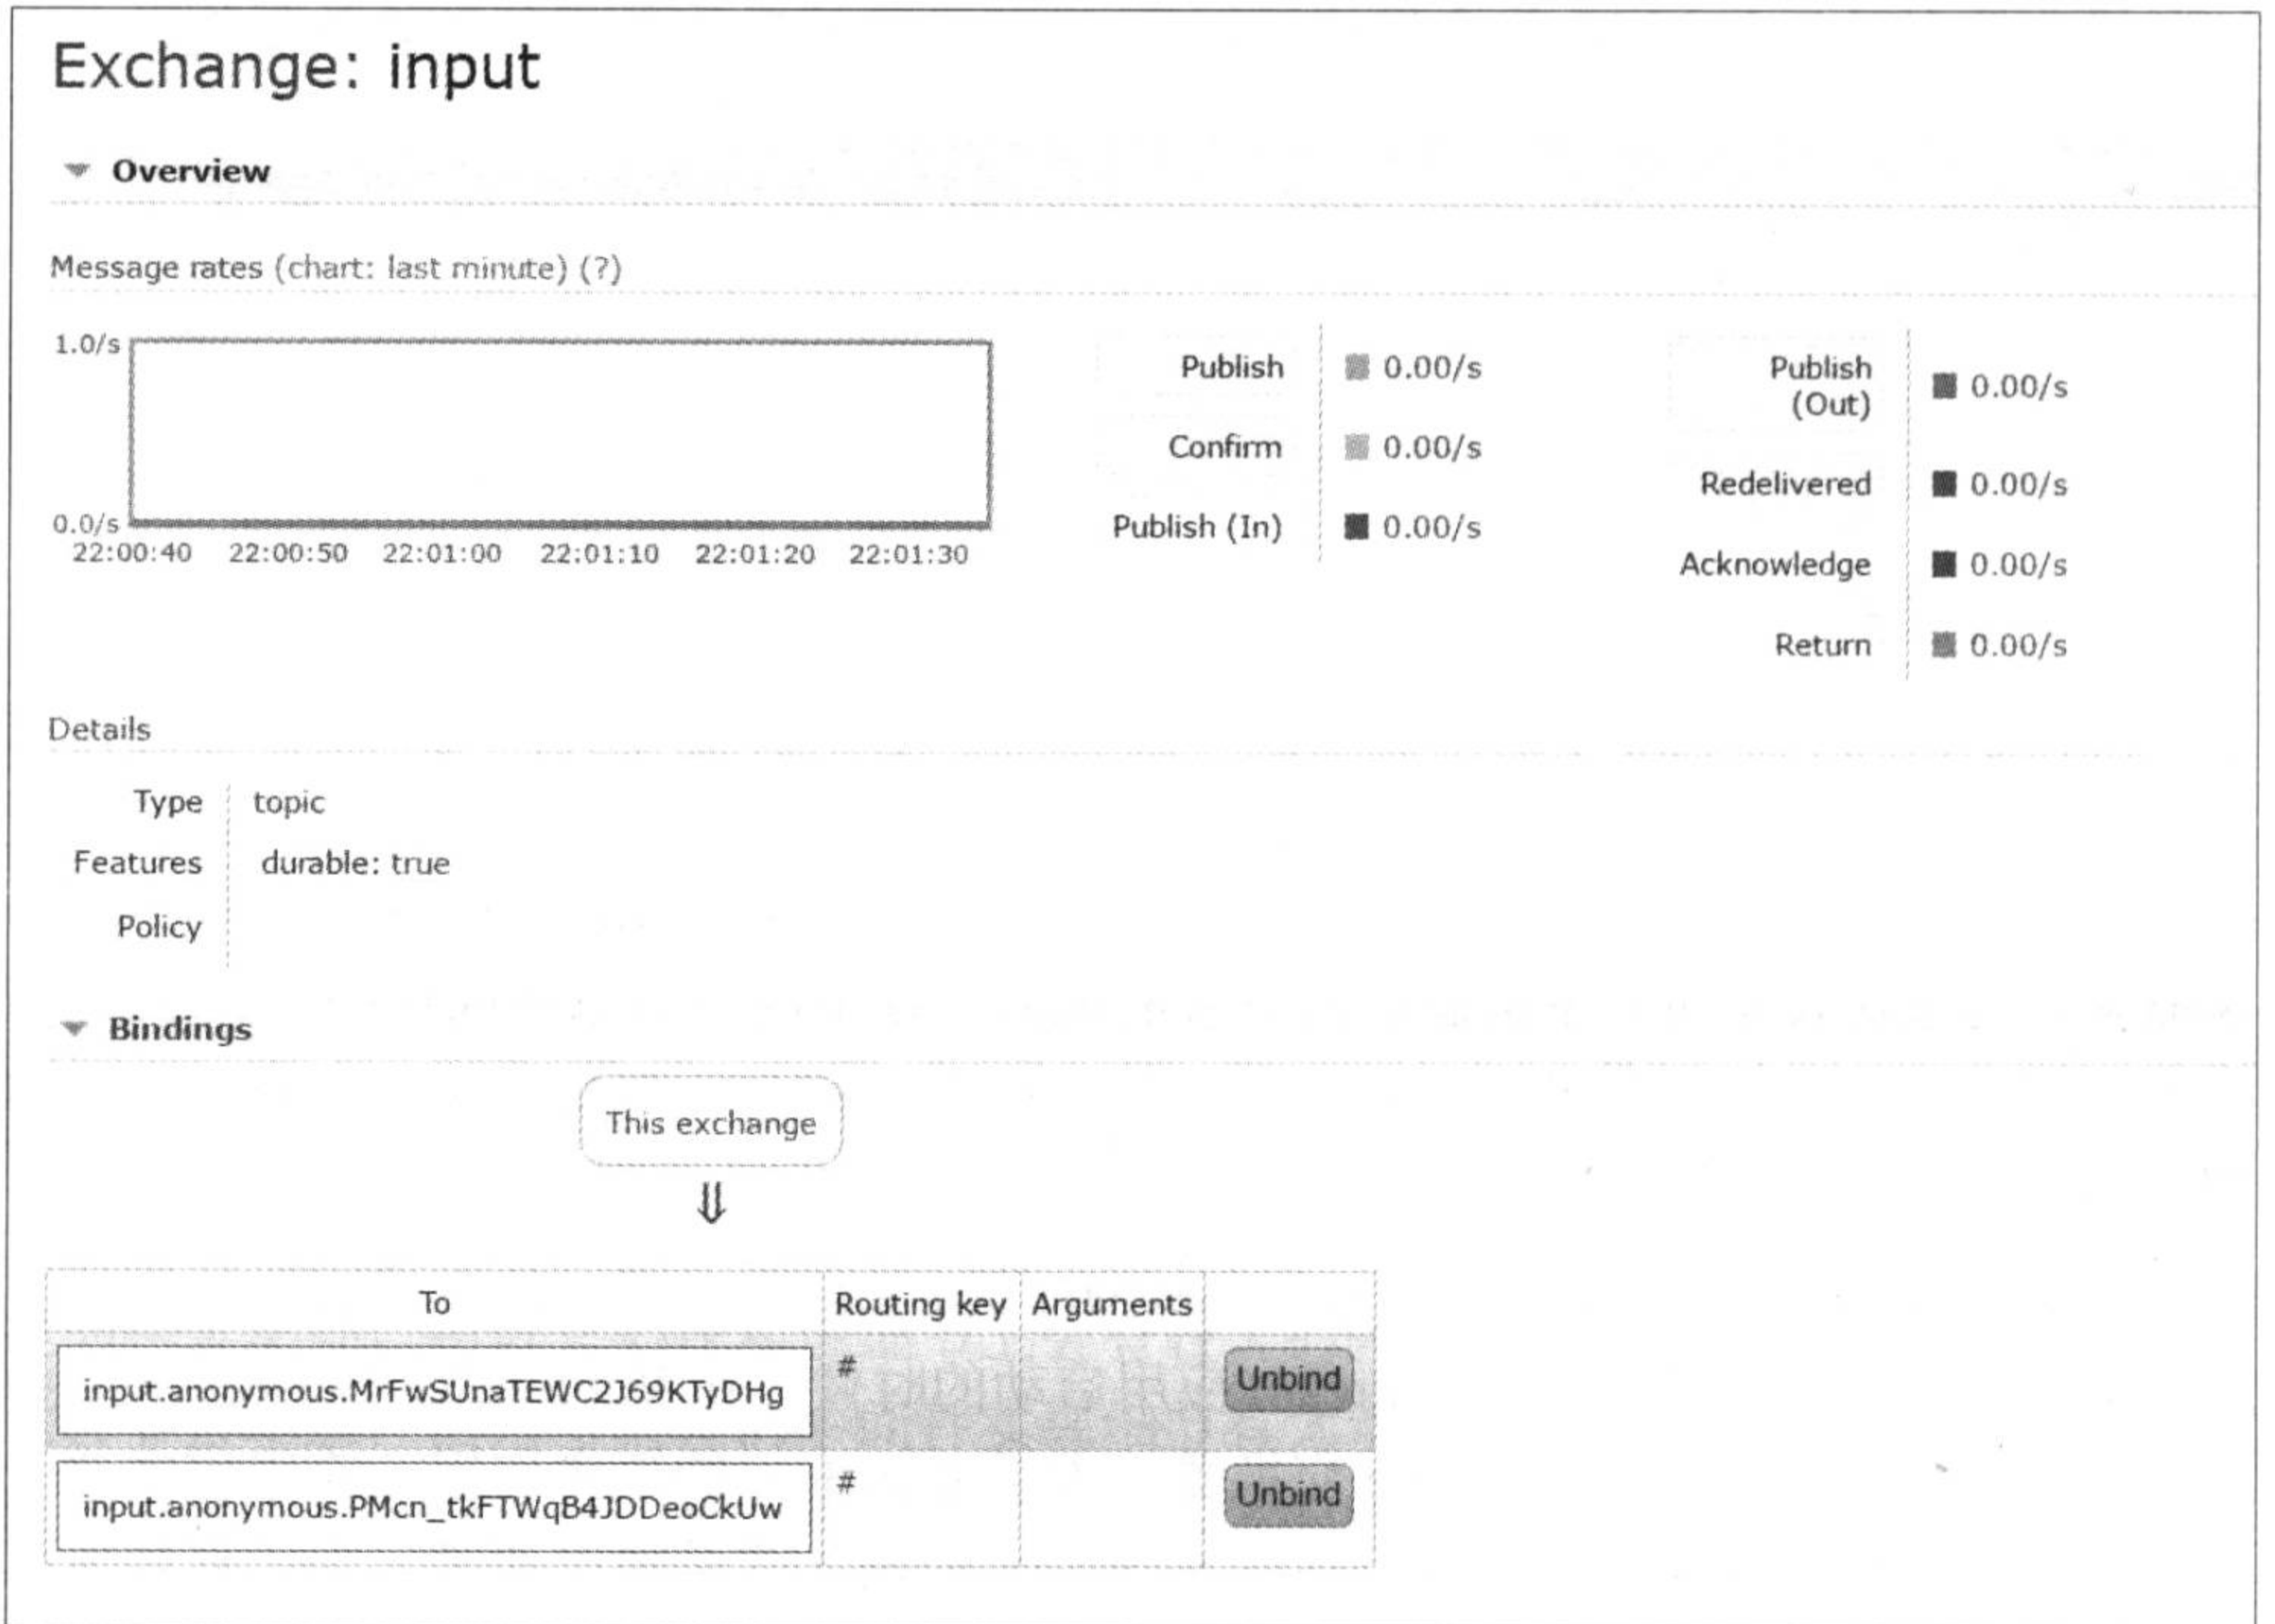 Exchange: input
Overview
Message rates (chart: last minute) (?)
1.0/s
0.0/s
22:00:40 22:00:50 22:01:00 22:01:10 22:01:20 22:01:30
Publish 0.00/s
Confirm 0.00/s
Publish (In) 0.00/s
Publish
(Out) 0.00/s
Redelivered 0.00/s
Acknowledge 0.00/s
Return 0.00/s
Details
Type topic
Features durable: true
Policy
Bindings
This exchange
⇓
To Routing key Arguments
input.anonymous.MrFwSUnaTEWC2J69KTyDHg # Unbind
input.anonymous.PMcn_tkFTWqB4JDDeoCkUw # Unbind